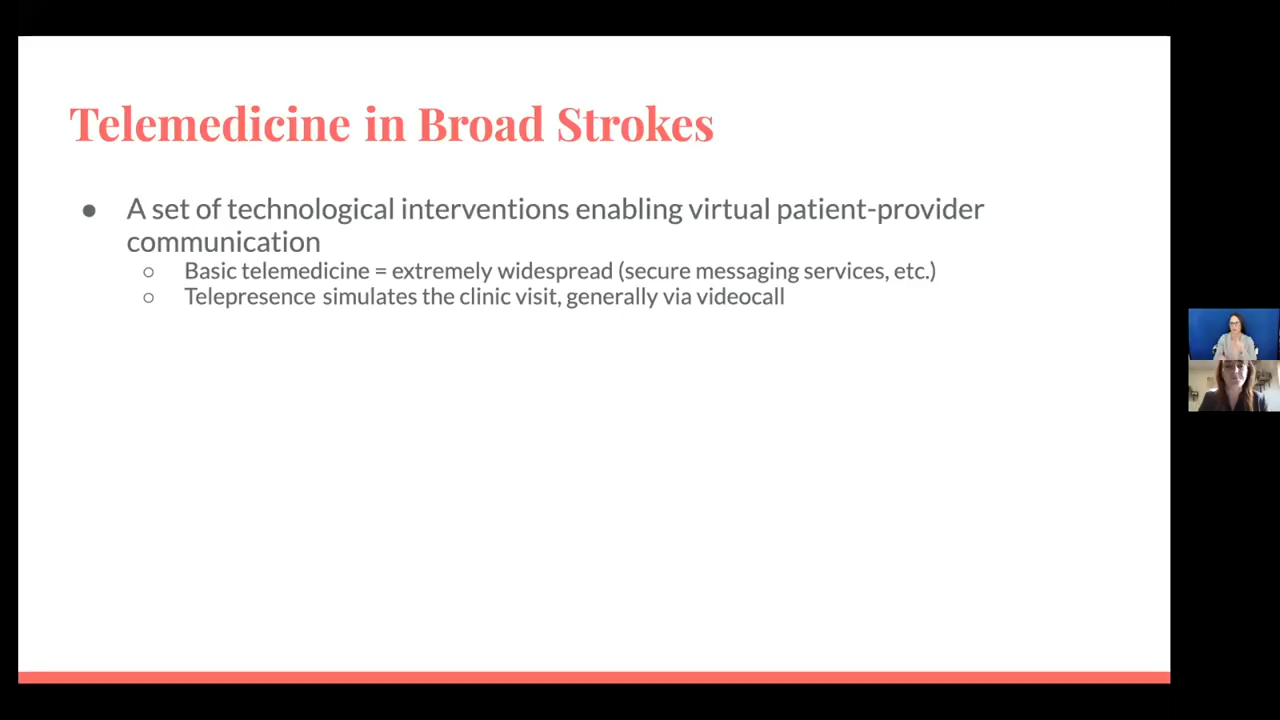 Telemedicine in Broad Strokes
● A set of technological interventions enabling virtual patient-provider
communication
○ Basic telemedicine = extremely widespread (secure messaging services, etc.)
○ Telepresence simulates the clinic visit, generally via videocall